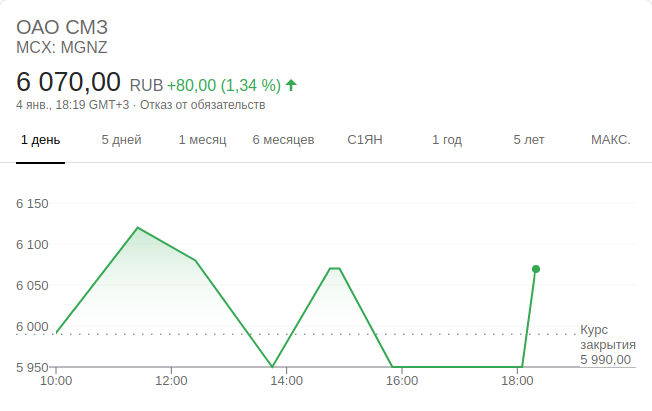 ОАО СМЗ
MCX: MGNZ
6 070,00 RUB +80,00 (1,34 %)
4 янв., 18:19 GMT+3 · Отказ от обязательств
1 день 5 дней 1 месяц 6 месяцев С1ЯН 1 год 5 лет МАКС.
6 150
6 100
6 050
6 000
Курс
закрытия
5 990,00
5 950
10:00 12:00 14:00 16:00 18:00